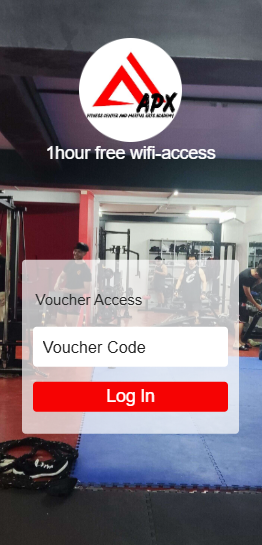 APX
FITNESS CENTER AND MARTIAL ARTS ACADEMY
1hour free wifi-access
Voucher Access
Voucher Code
Log In